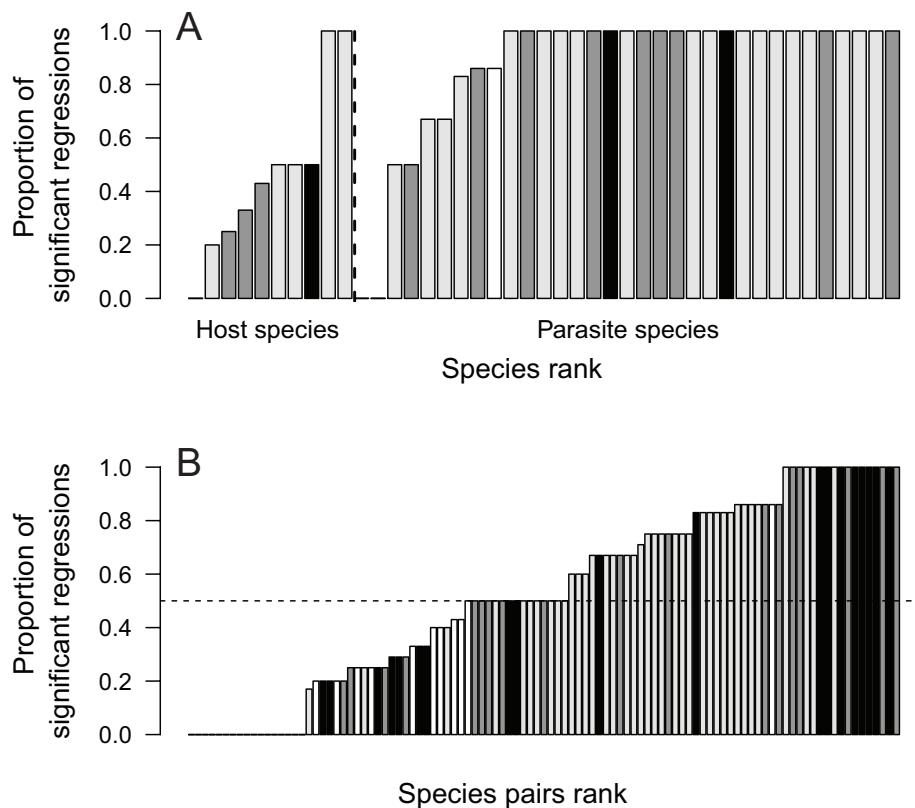 A
Proportion of
significant regressions
1.0
0.8
0.6
0.4
0.2
0.0
Host species
Parasite species
Species rank
B
Proportion of
significant regressions
1.0
0.8
0.6
0.4
0.2
0.0
Species pairs rank